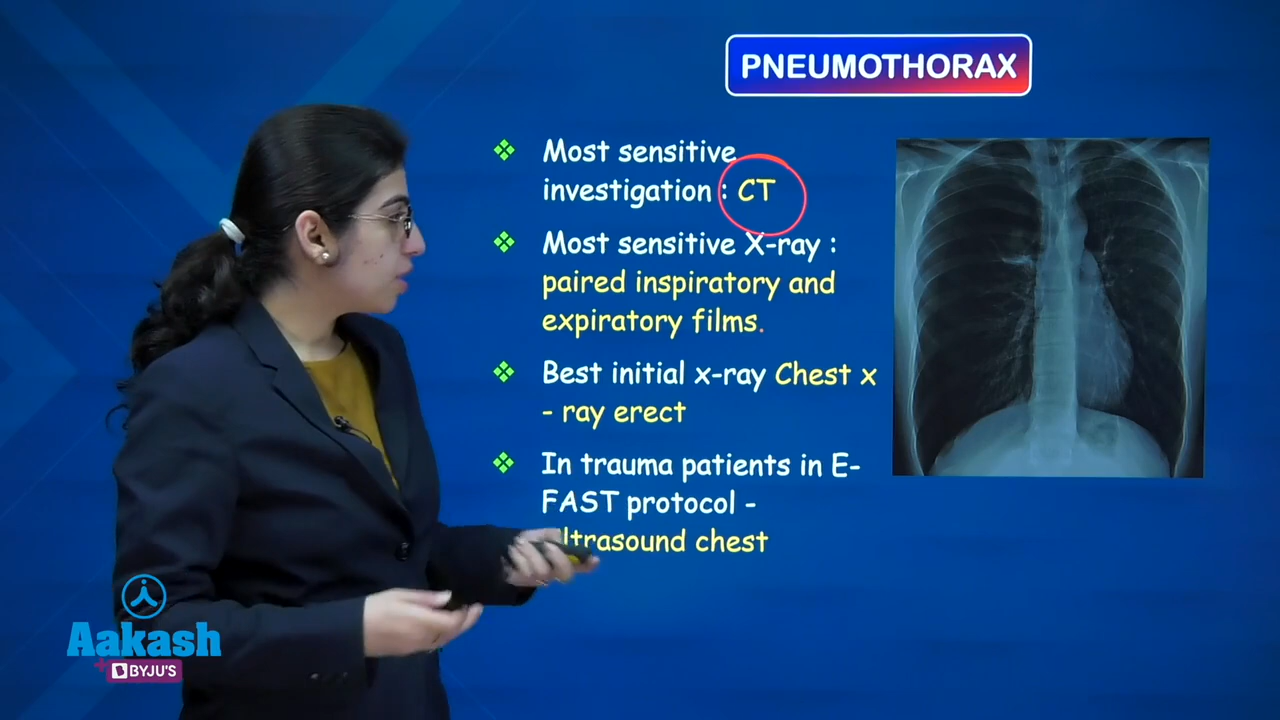 PNEUMOTHORAX
Most sensitive
investigation : CT
Most sensitive X-ray :
paired inspiratory and
expiratory films.
Best initial x-ray Chest x
- ray erect
In trauma patients in E-
FAST protocol -
ultrasound chest
Aakash
+ BYJU'S